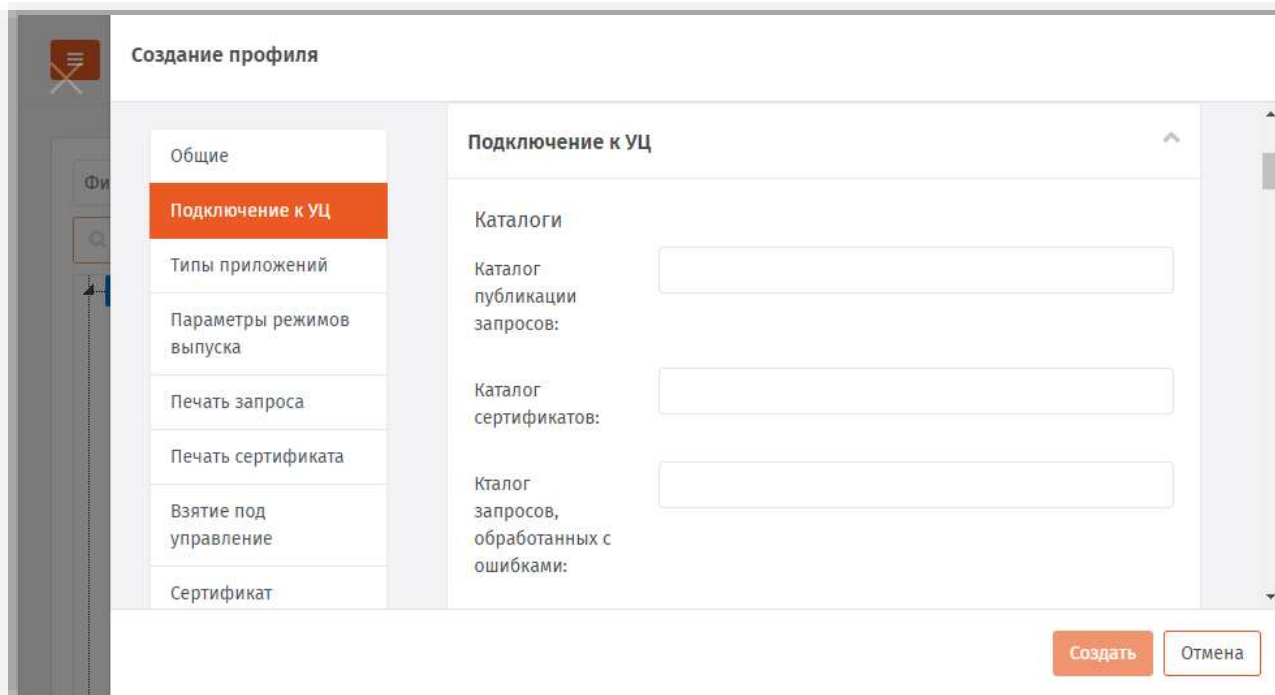 Создание профиля
Фи
Общие
Подключение к УЦ
Типы приложений
Параметры режимов
выпуска
Печать запроса
Печать сертификата
Взятие под
управление
Сертификат
Подключение к УЦ
Каталоги
Каталог
публикации
запросов:
Каталог
сертификатов:
Кталог
запросов,
обработанных с
ошибками:
Создать
Отмена